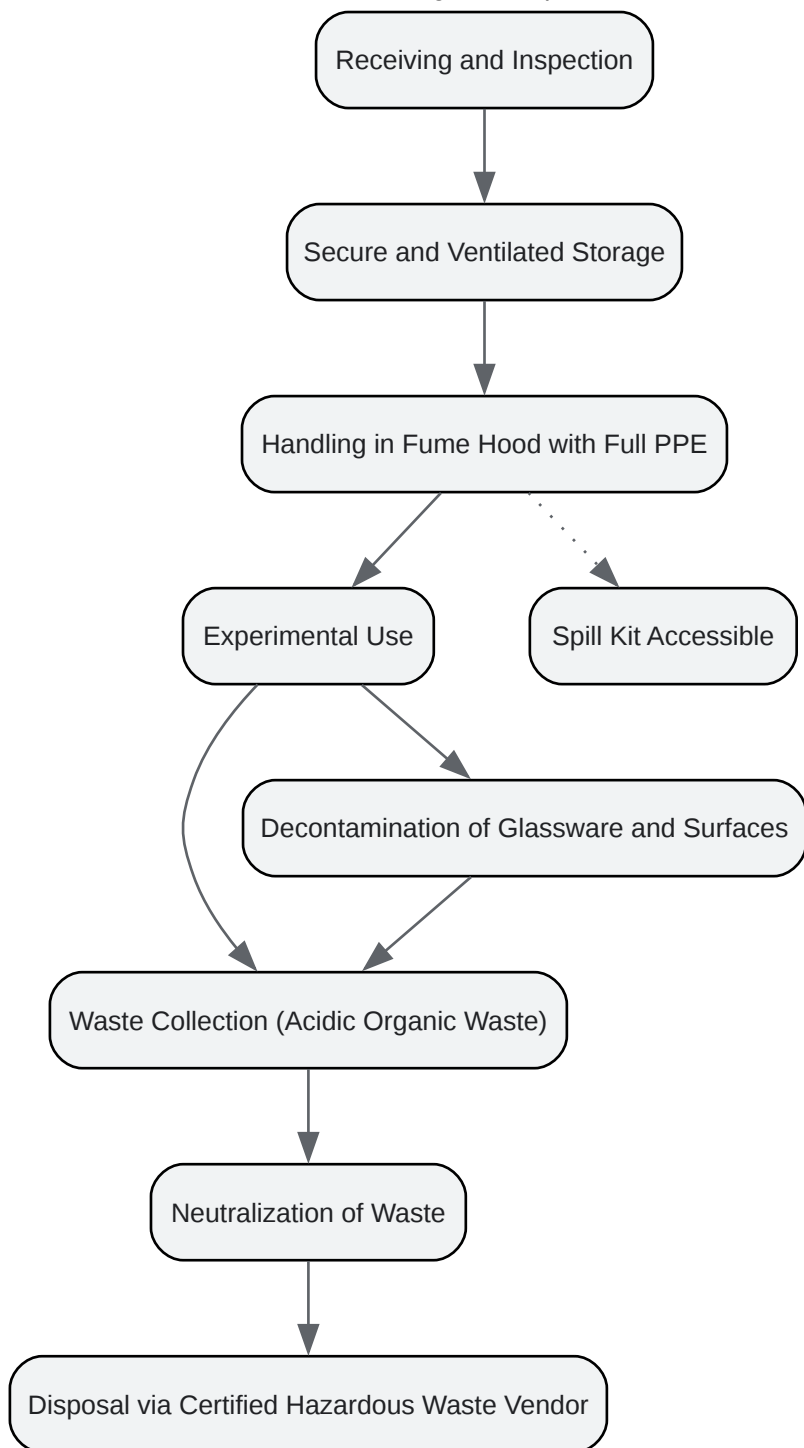 Receiving and Inspection
Secure and Ventilated Storage
Handling in Fume Hood with Full PPE
Experimental Use
Spill Kit Accessible
Decontamination of Glassware and Surfaces
Waste Collection (Acidic Organic Waste)
Neutralization of Waste
Disposal via Certified Hazardous Waste Vendor